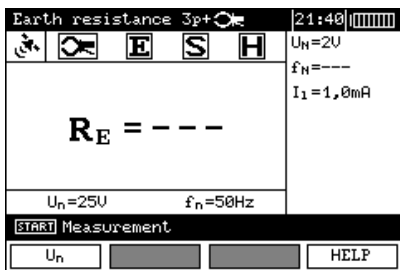 Earth resistance 3p+ 21:40
E S H
U_N=2V
f_N=---
I_1=1,0mA
R_E = ---
U_n=25V f_n=50Hz
START Measurement
U_n HELP